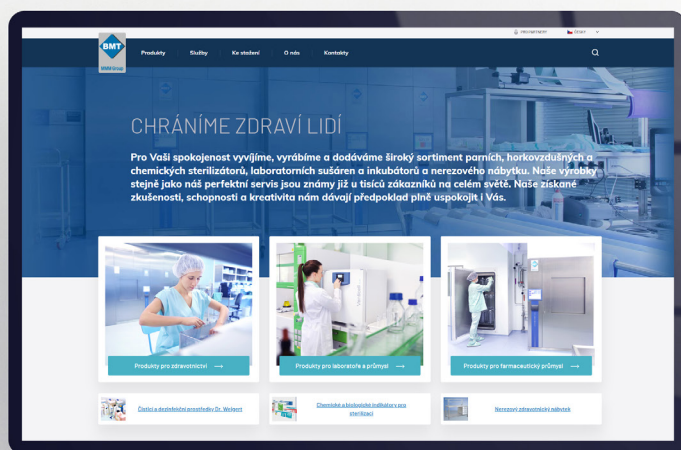 PRO PARTNERY
ČESKY
BMT
MMM Group
Produkty
Služby
Ke stažení
O nás
Kontakty
CHRÁNÍME ZDRAVÍ LIDÍ
Pro Vaši spokojenost vyvíjíme, vyrábíme a dodáváme široký sortiment parních, horkovzdušných a
chemických sterilizátorů, laboratorních sušáren a inkubátorů a nerezového nábytku. Naše výrobky
stejně jako náš perfektní servis jsou známy již u tisíců zákazníků na celém světě. Naše získané
zkušenosti, schopnosti a kreativita nám dávají předpoklad plně uspokojit i Vás.
Produkty pro zdravotnictví →
Produkty pro laboratoře a průmysl →
Produkty pro farmaceutický průmysl →
Čisticí a dezinfekční prostředky Dr. Weigert
Chemické a biologické indikátory pro
sterilizaci
Nerezový zdravotnický nábytek